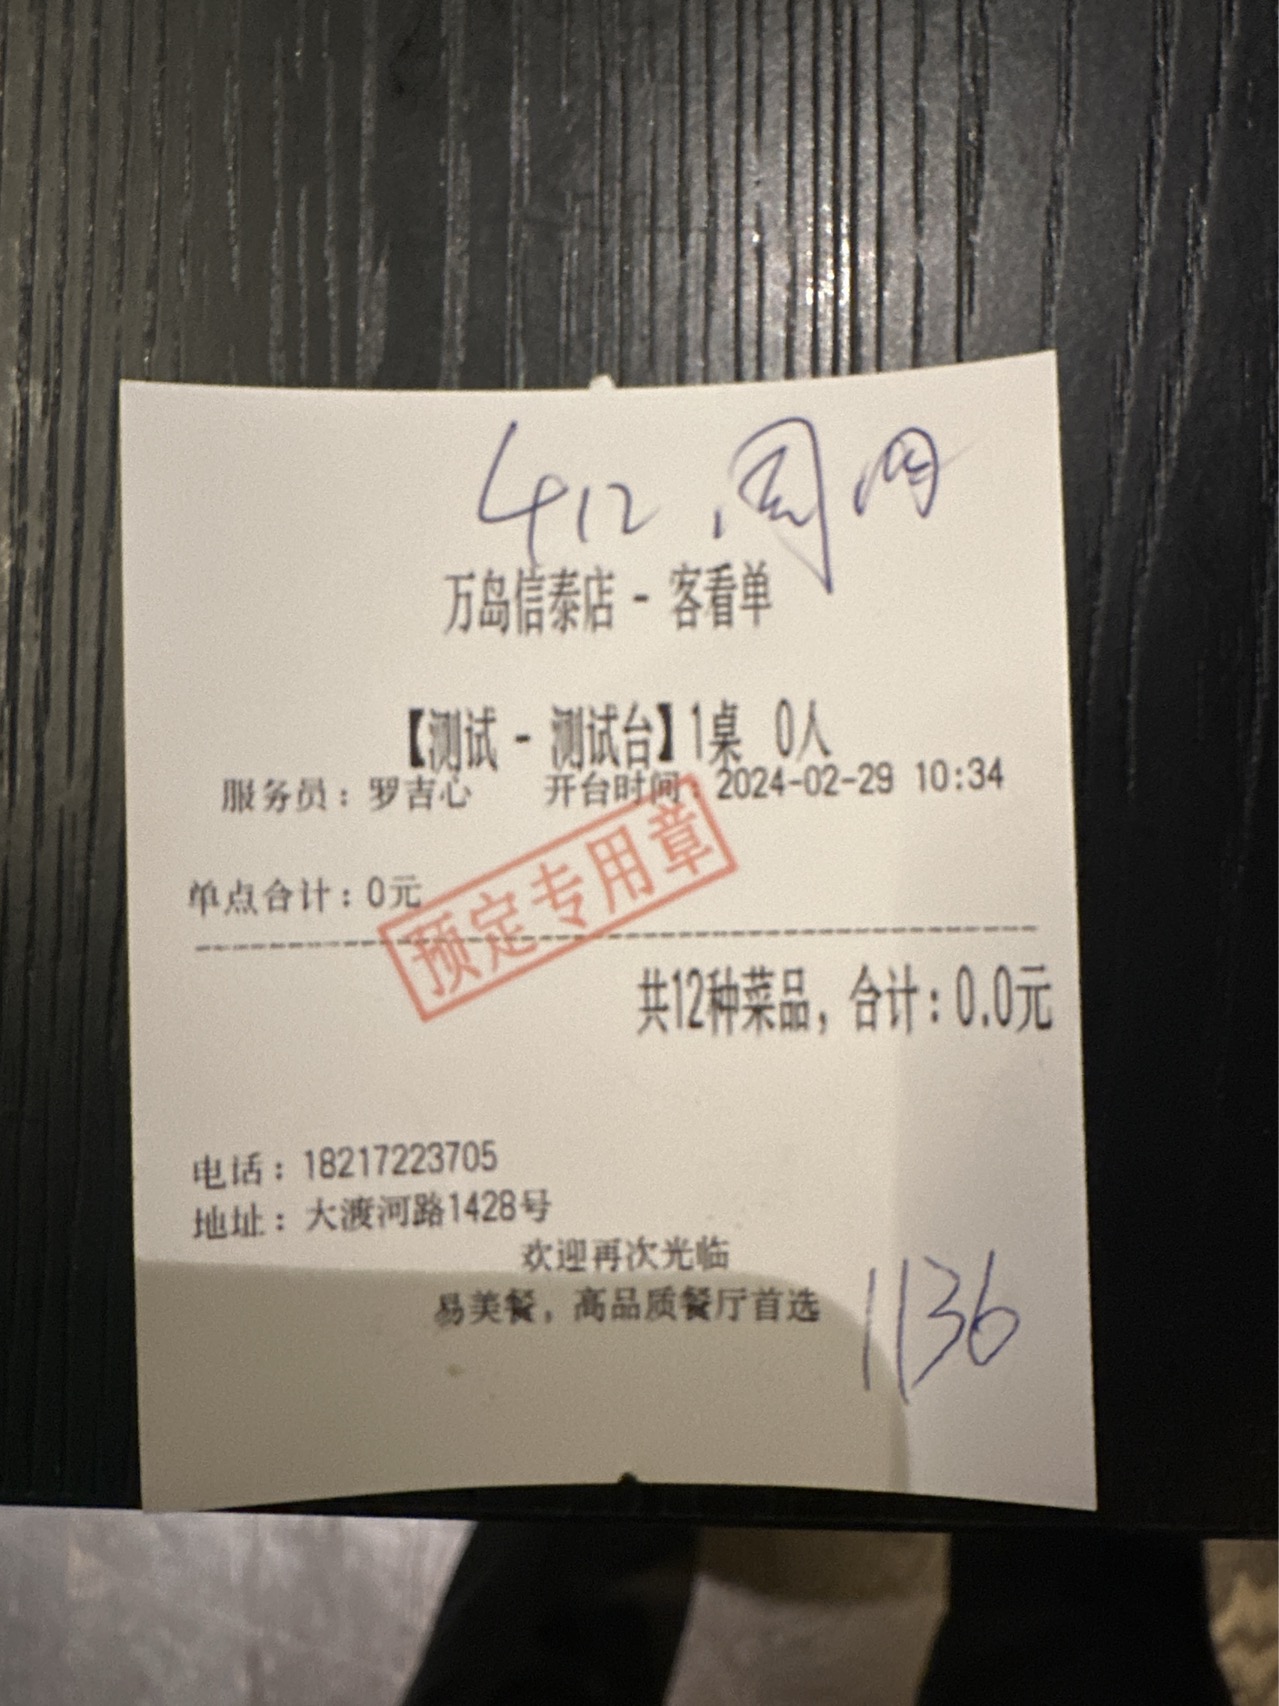 412
万岛信泰店 - 客看单
【测试 - 测试台】1桌 0人
服务员：罗吉心 开台时间：2024-02-29 10:34
预定专用章
单点合计：0元
共12种菜品，合计：0.0元
电话：18217223705
地址：大渡河路1428号
欢迎再次光临
易美餐，高品质餐厅首选
1136